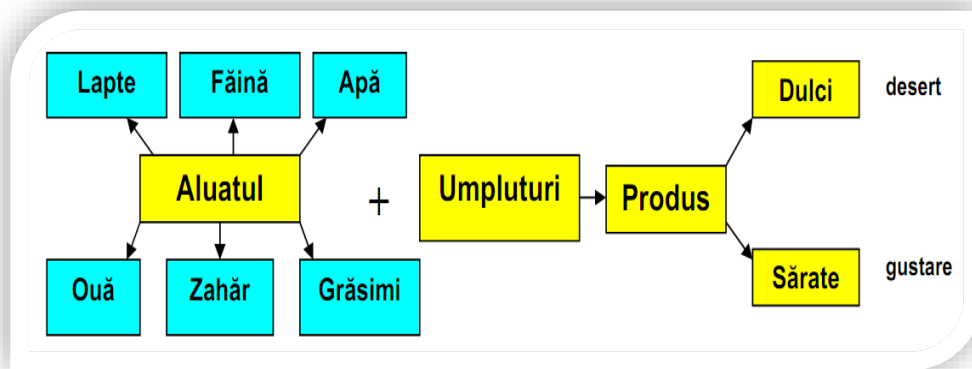 Lapte
Făină
Apă
Aluatul
+
Umpluturi
Produs
Dulci
desert
Ouă
Zahăr
Grăsimi
Sărate
gustare